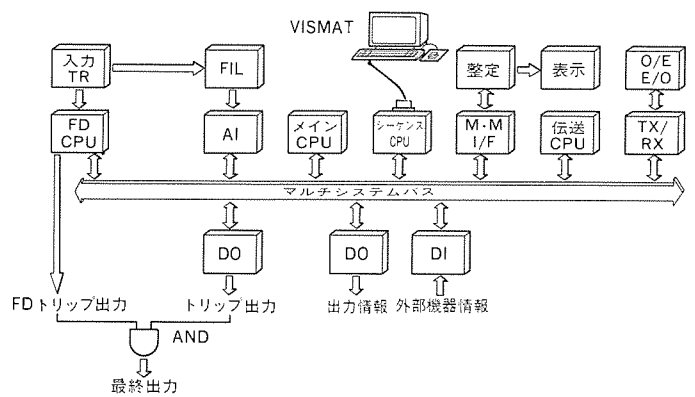 VISMAT
入力
TR
FIL
整定
表示
O/E
E/O
FD
CPU
AI
メイン
CPU
シーケンス
CPU
M・M
I/F
伝送
CPU
TX/
RX
マルチシステムバス
DO
DO
DI
FDトリップ出力
トリップ出力
出力情報
外部機器情報
AND
最終出力